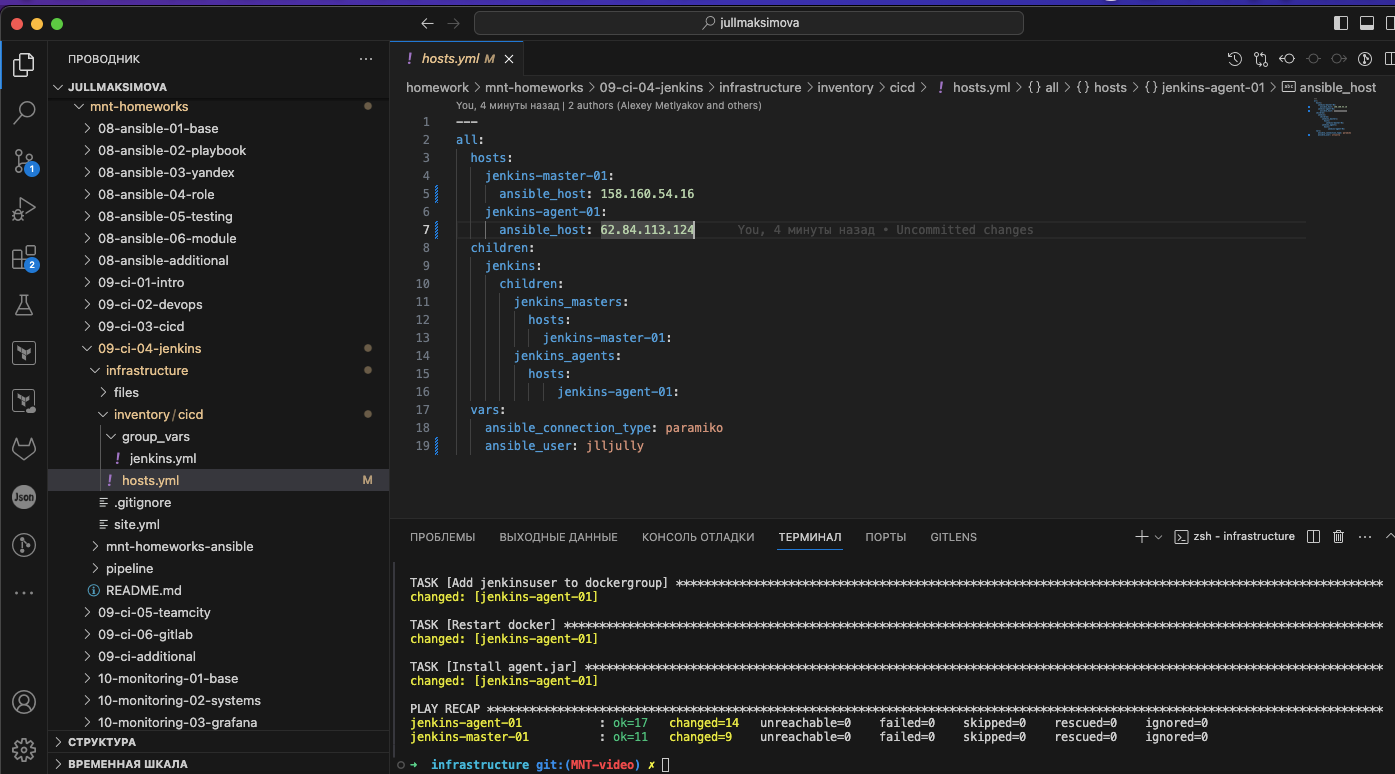 jullmaksimova
ПРОВОДНИК
JULLMAKSIMOVA
mnt-homeworks
08-ansible-01-base
08-ansible-02-playbook
08-ansible-03-yandex
08-ansible-04-role
08-ansible-05-testing
08-ansible-06-module
08-ansible-additional
09-ci-01-intro
09-ci-02-devops
09-ci-03-cicd
09-ci-04-jenkins
infrastructure
files
inventory/cicd
group_vars
! jenkins.yml
! hosts.yml M
.gitignore
site.yml
mnt-homeworks-ansible
pipeline
README.md
09-ci-05-teamcity
09-ci-06-gitlab
09-ci-additional
10-monitoring-01-base
10-monitoring-02-systems
10-monitoring-03-grafana
СТРУКТУРА
ВРЕМЕННАЯ ШКАЛА
1
2
Json
! hosts.yml M
homework > mnt-homeworks > 09-ci-04-jenkins > infrastructure > inventory > cicd > ! hosts.yml > {} all > {} hosts > {} jenkins-agent-01 > abc ansible_host
You, 4 минуты назад | 2 authors (Alexey Metlyakov and others)
1 ---
2 all:
3 hosts:
4 jenkins-master-01:
5 ansible_host: 158.160.54.16
6 jenkins-agent-01:
7 ansible_host: 62.84.113.124 You, 4 минуты назад • Uncommitted changes
8 children:
9 jenkins:
10 children:
11 jenkins_masters:
12 hosts:
13 jenkins-master-01:
14 jenkins_agents:
15 hosts:
16 jenkins-agent-01:
17 vars:
18 ansible_connection_type: paramiko
19 ansible_user: jlljully
ПРОБЛЕМЫ ВЫХОДНЫЕ ДАННЫЕ КОНСОЛЬ ОТЛАДКИ ТЕРМИНАЛ ПОРТЫ GITLENS
zsh - infrastructure
TASK [Add jenkinsuser to dockergroup] ****************************************************************************************************
changed: [jenkins-agent-01]
TASK [Restart docker] ********************************************************************************************************************
changed: [jenkins-agent-01]
TASK [Install agent.jar] *****************************************************************************************************************
changed: [jenkins-agent-01]
PLAY RECAP *******************************************************************************************************************************
jenkins-agent-01 : ok=17 changed=14 unreachable=0 failed=0 skipped=0 rescued=0 ignored=0
jenkins-master-01 : ok=11 changed=9 unreachable=0 failed=0 skipped=0 rescued=0 ignored=0
➜ infrastructure git:(MNT-video) ✗